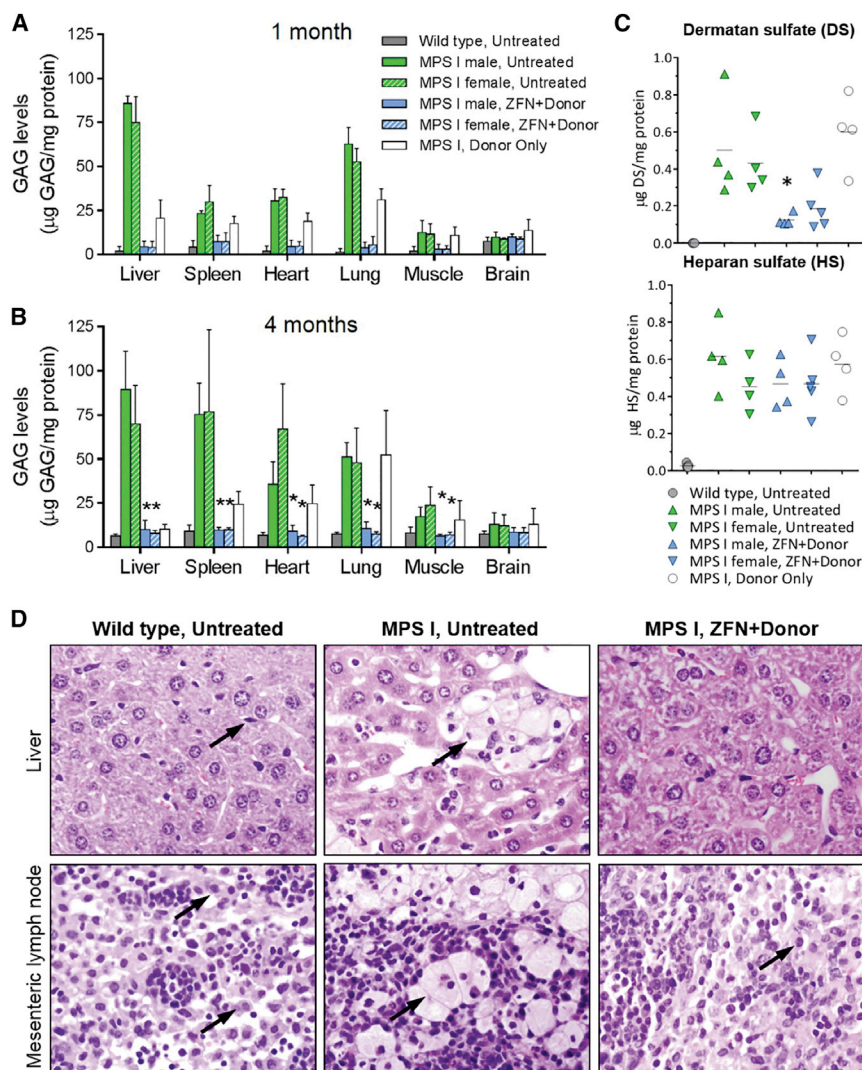 A
1 month
Wild type, Untreated
MPS I male, Untreated
MPS I female, Untreated
MPS I male, ZFN+Donor
MPS I female, ZFN+Donor
MPS I, Donor Only
GAG levels
(µg GAG/mg protein)
125
100
75
50
25
0
Liver Spleen Heart Lung Muscle Brain
B
4 months
GAG levels
(µg GAG/mg protein)
125
100
75
50
25
0
** ** ** ** **
Liver Spleen Heart Lung Muscle Brain
C
Dermatan sulfate (DS)
µg DS/mg protein
1.0
0.8
0.6
0.4
0.2
0.0
*
Heparan sulfate (HS)
µg HS/mg protein
1.0
0.8
0.6
0.4
0.2
0.0
Wild type, Untreated
MPS I male, Untreated
MPS I female, Untreated
MPS I male, ZFN+Donor
MPS I female, ZFN+Donor
MPS I, Donor Only
D
Wild type, Untreated MPS I, Untreated MPS I, ZFN+Donor
Liver
Mesenteric lymph node